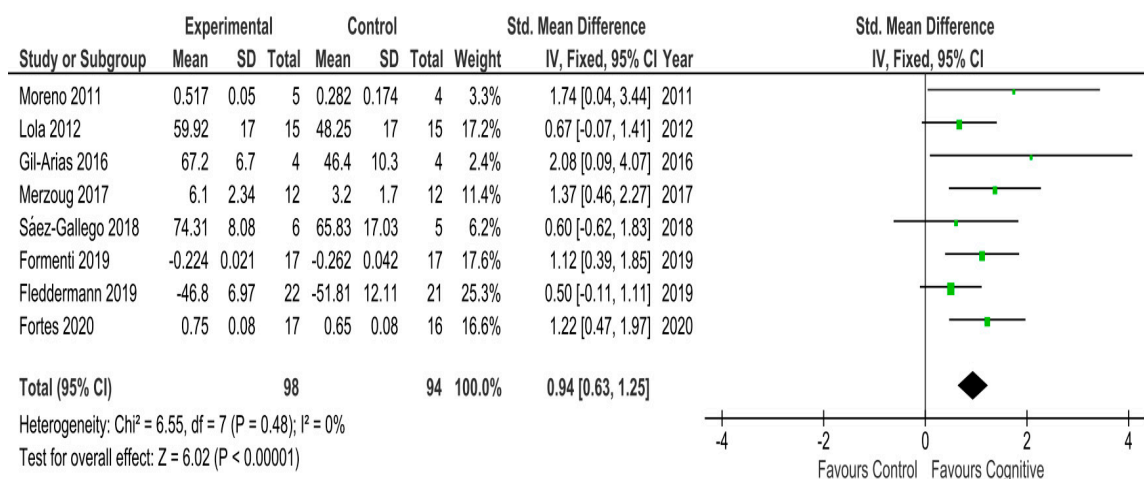 Experimental Control Std. Mean Difference Std. Mean Difference
Study or Subgroup Mean SD Total Mean SD Total Weight IV, Fixed, 95% CI Year IV, Fixed, 95% CI
Moreno 2011 0.517 0.05 5 0.282 0.174 4 3.3% 1.74 [0.04, 3.44] 2011
Lola 2012 59.92 17 15 48.25 17 15 17.2% 0.67 [-0.07, 1.41] 2012
Gil-Arias 2016 67.2 6.7 4 46.4 10.3 4 2.4% 2.08 [0.09, 4.07] 2016
Merzoug 2017 6.1 2.34 12 3.2 1.7 12 11.4% 1.37 [0.46, 2.27] 2017
Sáez-Gallego 2018 74.31 8.08 6 65.83 17.03 5 6.2% 0.60 [-0.62, 1.83] 2018
Formenti 2019 -0.224 0.021 17 -0.262 0.042 17 17.6% 1.12 [0.39, 1.85] 2019
Fleddermann 2019 -46.8 6.97 22 -51.81 12.11 21 25.3% 0.50 [-0.11, 1.11] 2019
Fortes 2020 0.75 0.08 17 0.65 0.08 16 16.6% 1.22 [0.47, 1.97] 2020
Total (95% CI) 98 94 100.0% 0.94 [0.63, 1.25]
Heterogeneity: Chi² = 6.55, df = 7 (P = 0.48); I² = 0%
Test for overall effect: Z = 6.02 (P < 0.00001)
-4 -2 0 2 4
Favours Control Favours Cognitive